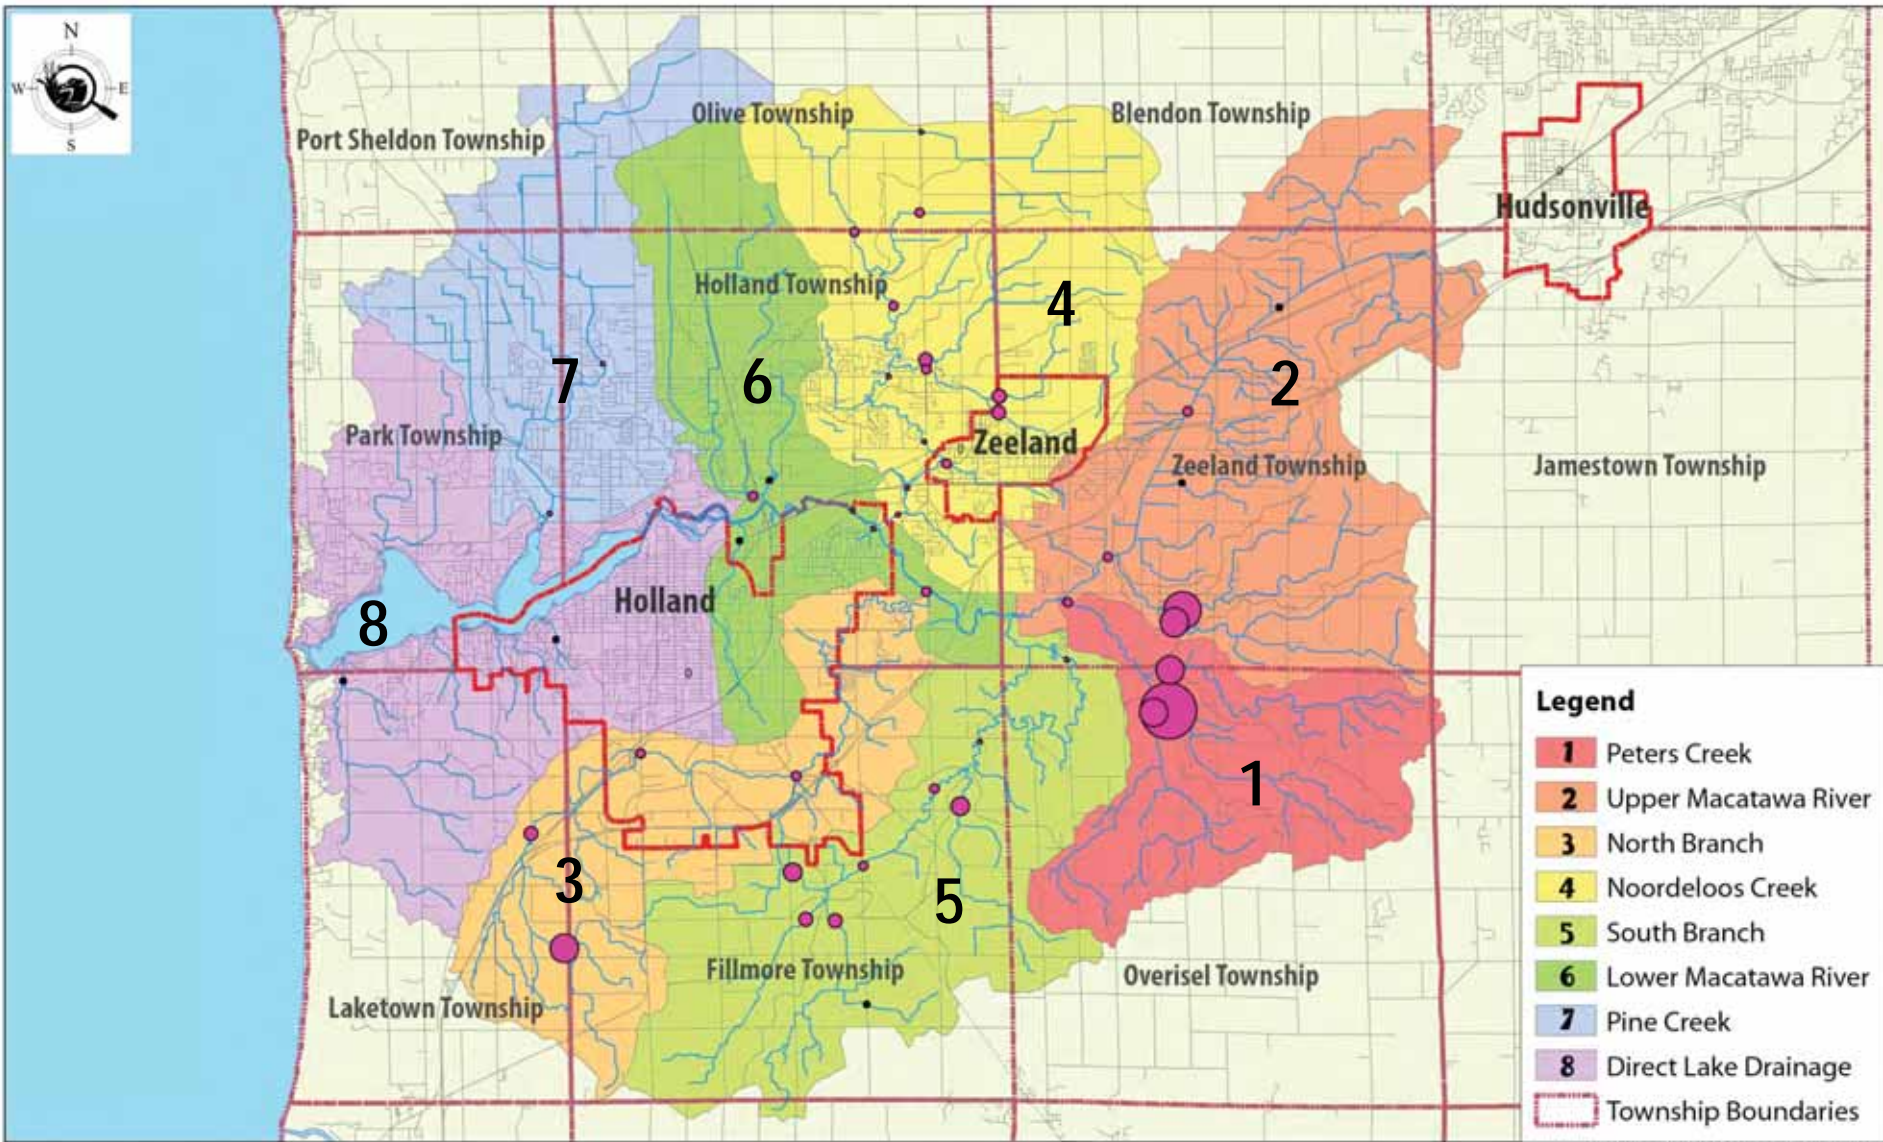 N
W
E
S
Olive Township
Blendon Township
Port Sheldon Township
Hudsonville
Holland Township
4
7
6
2
Park Township
Zeeland
Zeeland Township
Jamestown Township
Holland
8
Legend
1 Peters Creek
2 Upper Macatawa River
3 North Branch
4 Noordeloos Creek
5 South Branch
6 Lower Macatawa River
7 Pine Creek
8 Direct Lake Drainage
Township Boundaries
1
3
5
Fillmore Township
Overisel Township
Laketown Township